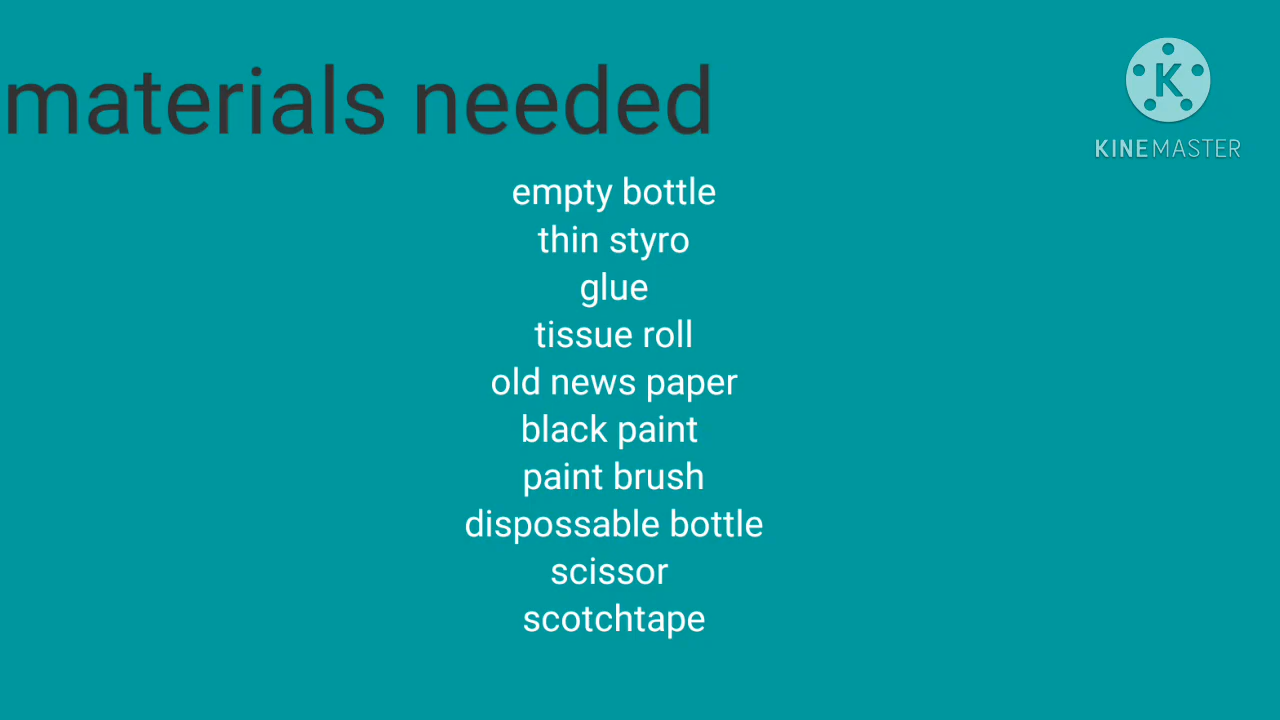 materials needed
K
KINEMASTER
empty bottle
thin styro
glue
tissue roll
old news paper
black paint
paint brush
dispossable bottle
scissor
scotchtape